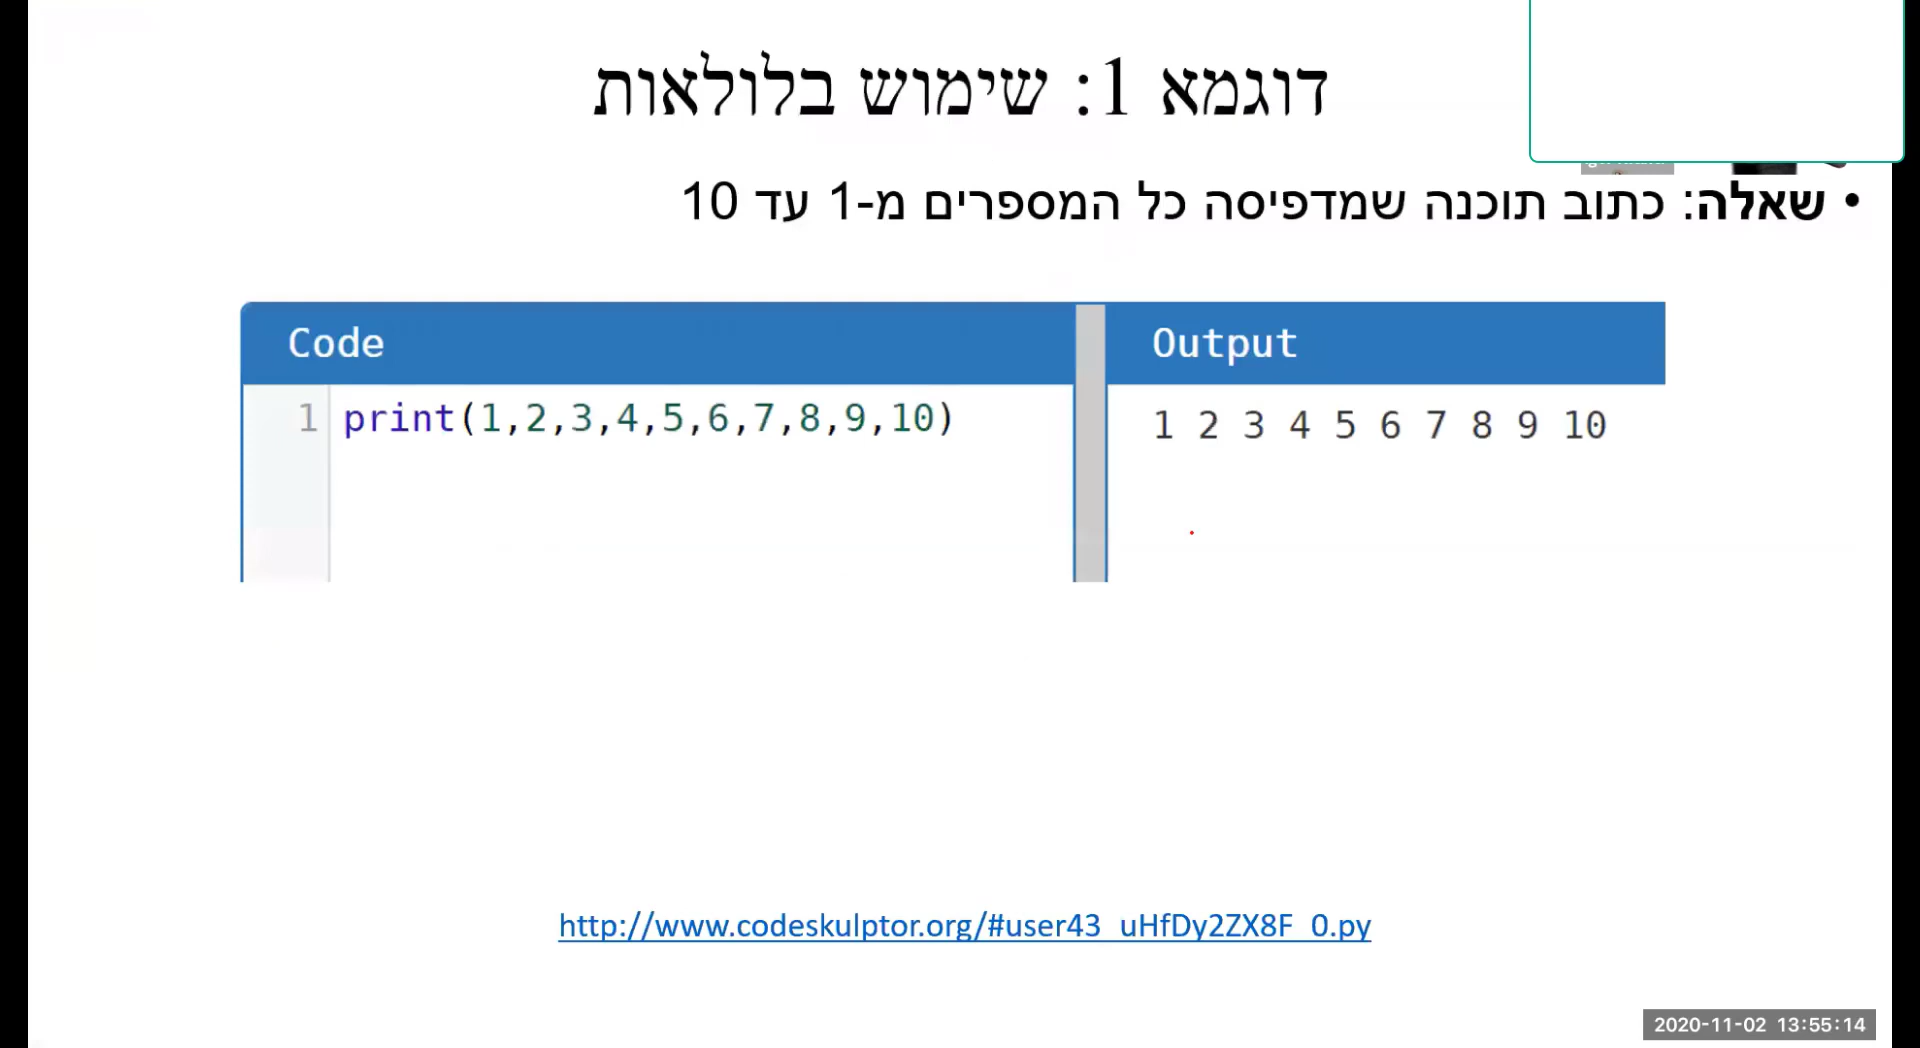 דוגמא 1: שימוש בלולאות
• שאלה: כתוב תוכנה שמדפיסה כל המספרים מ-1 עד 10
Code
Output
1 print(1,2,3,4,5,6,7,8,9,10)
1 2 3 4 5 6 7 8 9 10
http://www.codeskulptor.org/#user43_uHfDy2ZX8F_0.py
2020-11-02 13:55:14